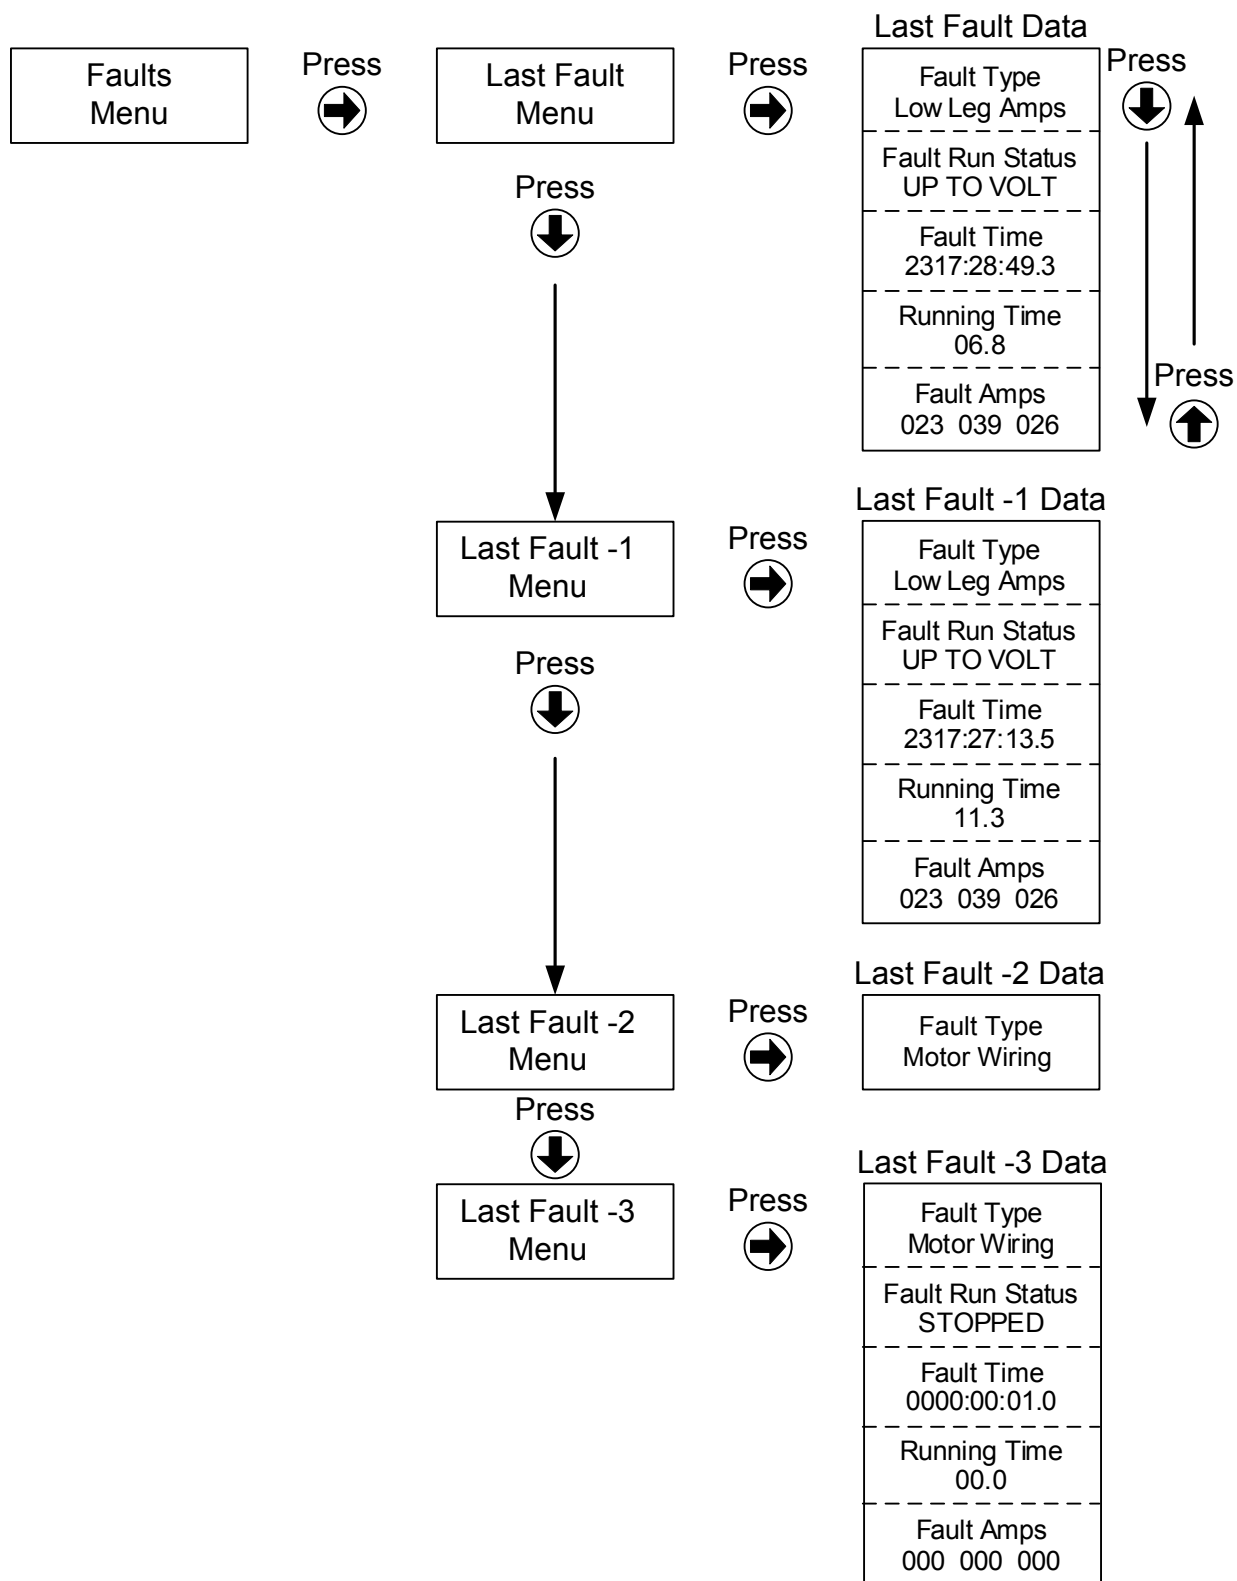 Faults
Menu
Press
Last Fault
Menu
Press
Last Fault Data
Fault Type
Low Leg Amps
Fault Run Status
UP TO VOLT
Fault Time
2317:28:49.3
Running Time
06.8
Fault Amps
023 039 026
Press
Press
Press
Last Fault -1
Menu
Press
Last Fault -1 Data
Fault Type
Low Leg Amps
Fault Run Status
UP TO VOLT
Fault Time
2317:27:13.5
Running Time
11.3
Fault Amps
023 039 026
Press
Last Fault -2
Menu
Press
Last Fault -2 Data
Fault Type
Motor Wiring
Press
Last Fault -3
Menu
Press
Last Fault -3 Data
Fault Type
Motor Wiring
Fault Run Status
STOPPED
Fault Time
0000:00:01.0
Running Time
00.0
Fault Amps
000 000 000